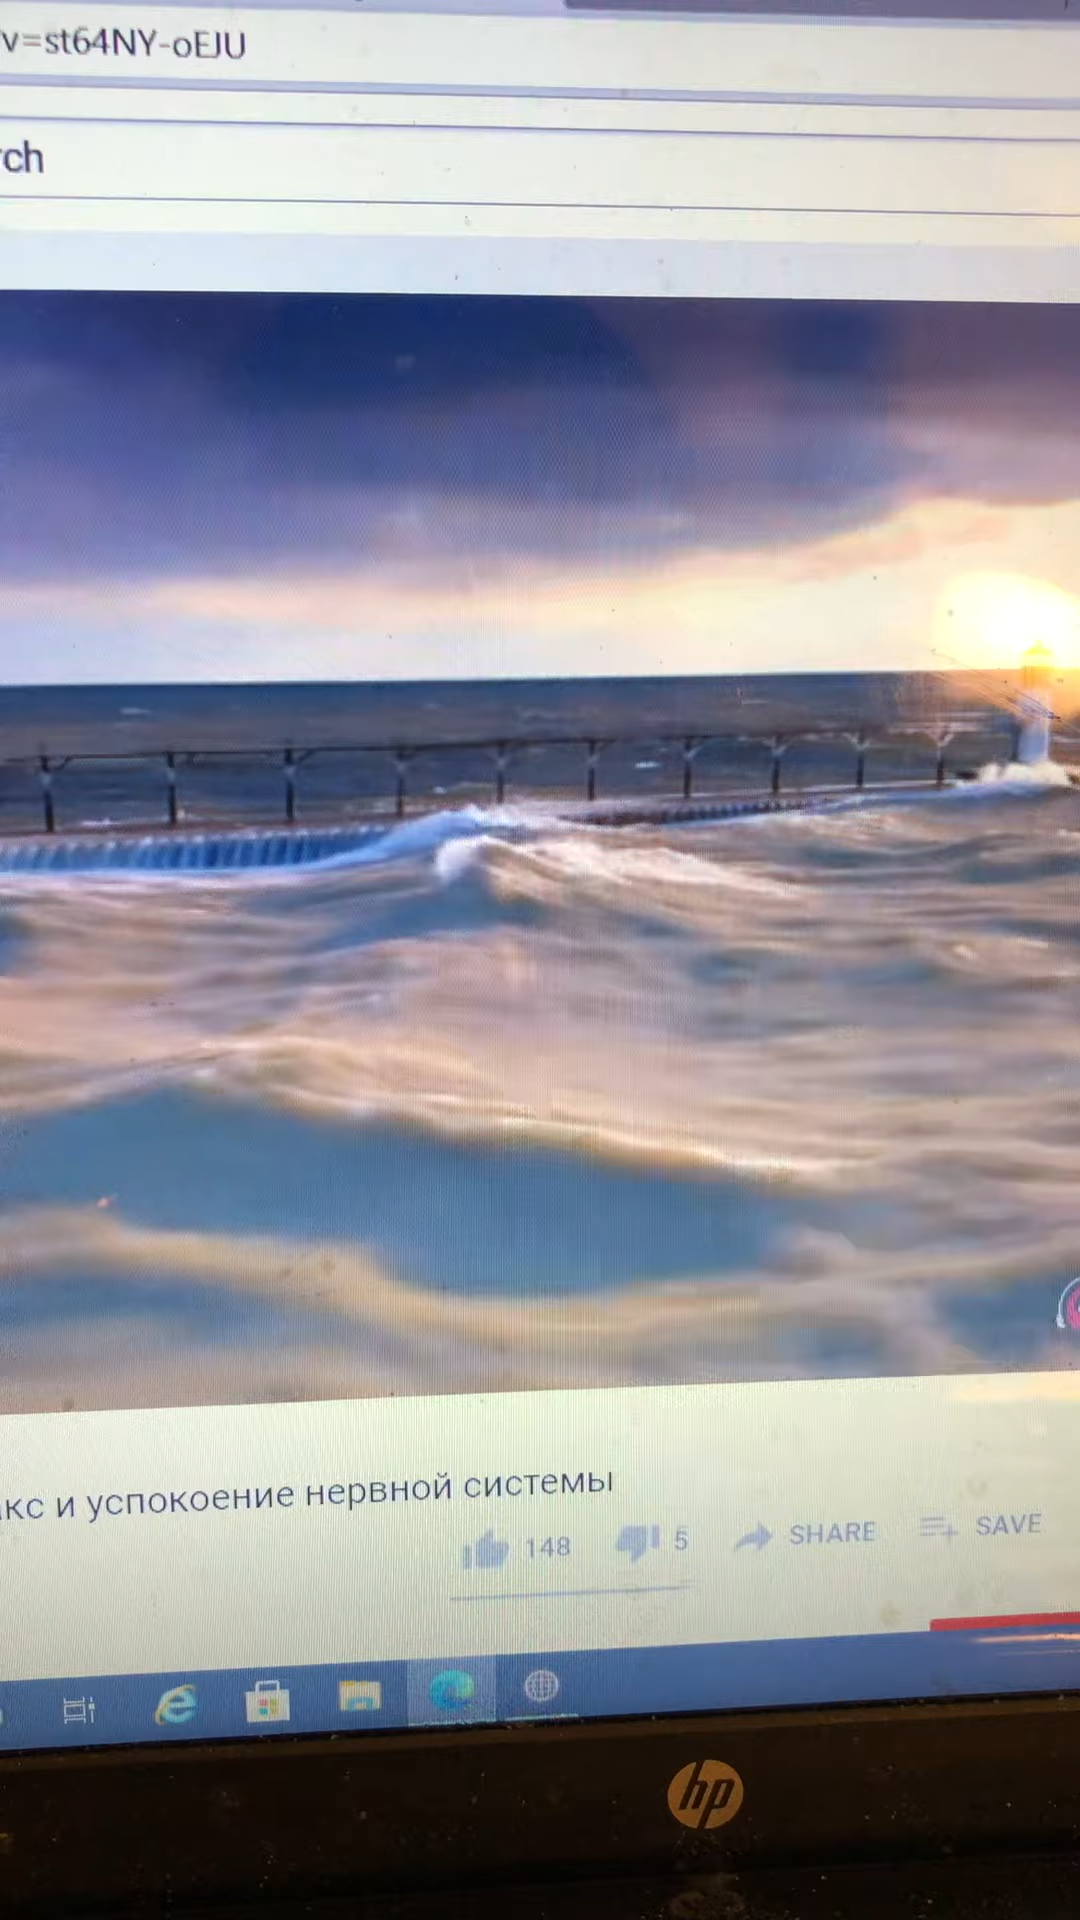 v=st64NY-oEJU
rch
кс и успокоение нервной системы
148 5 SHARE SAVE
hp